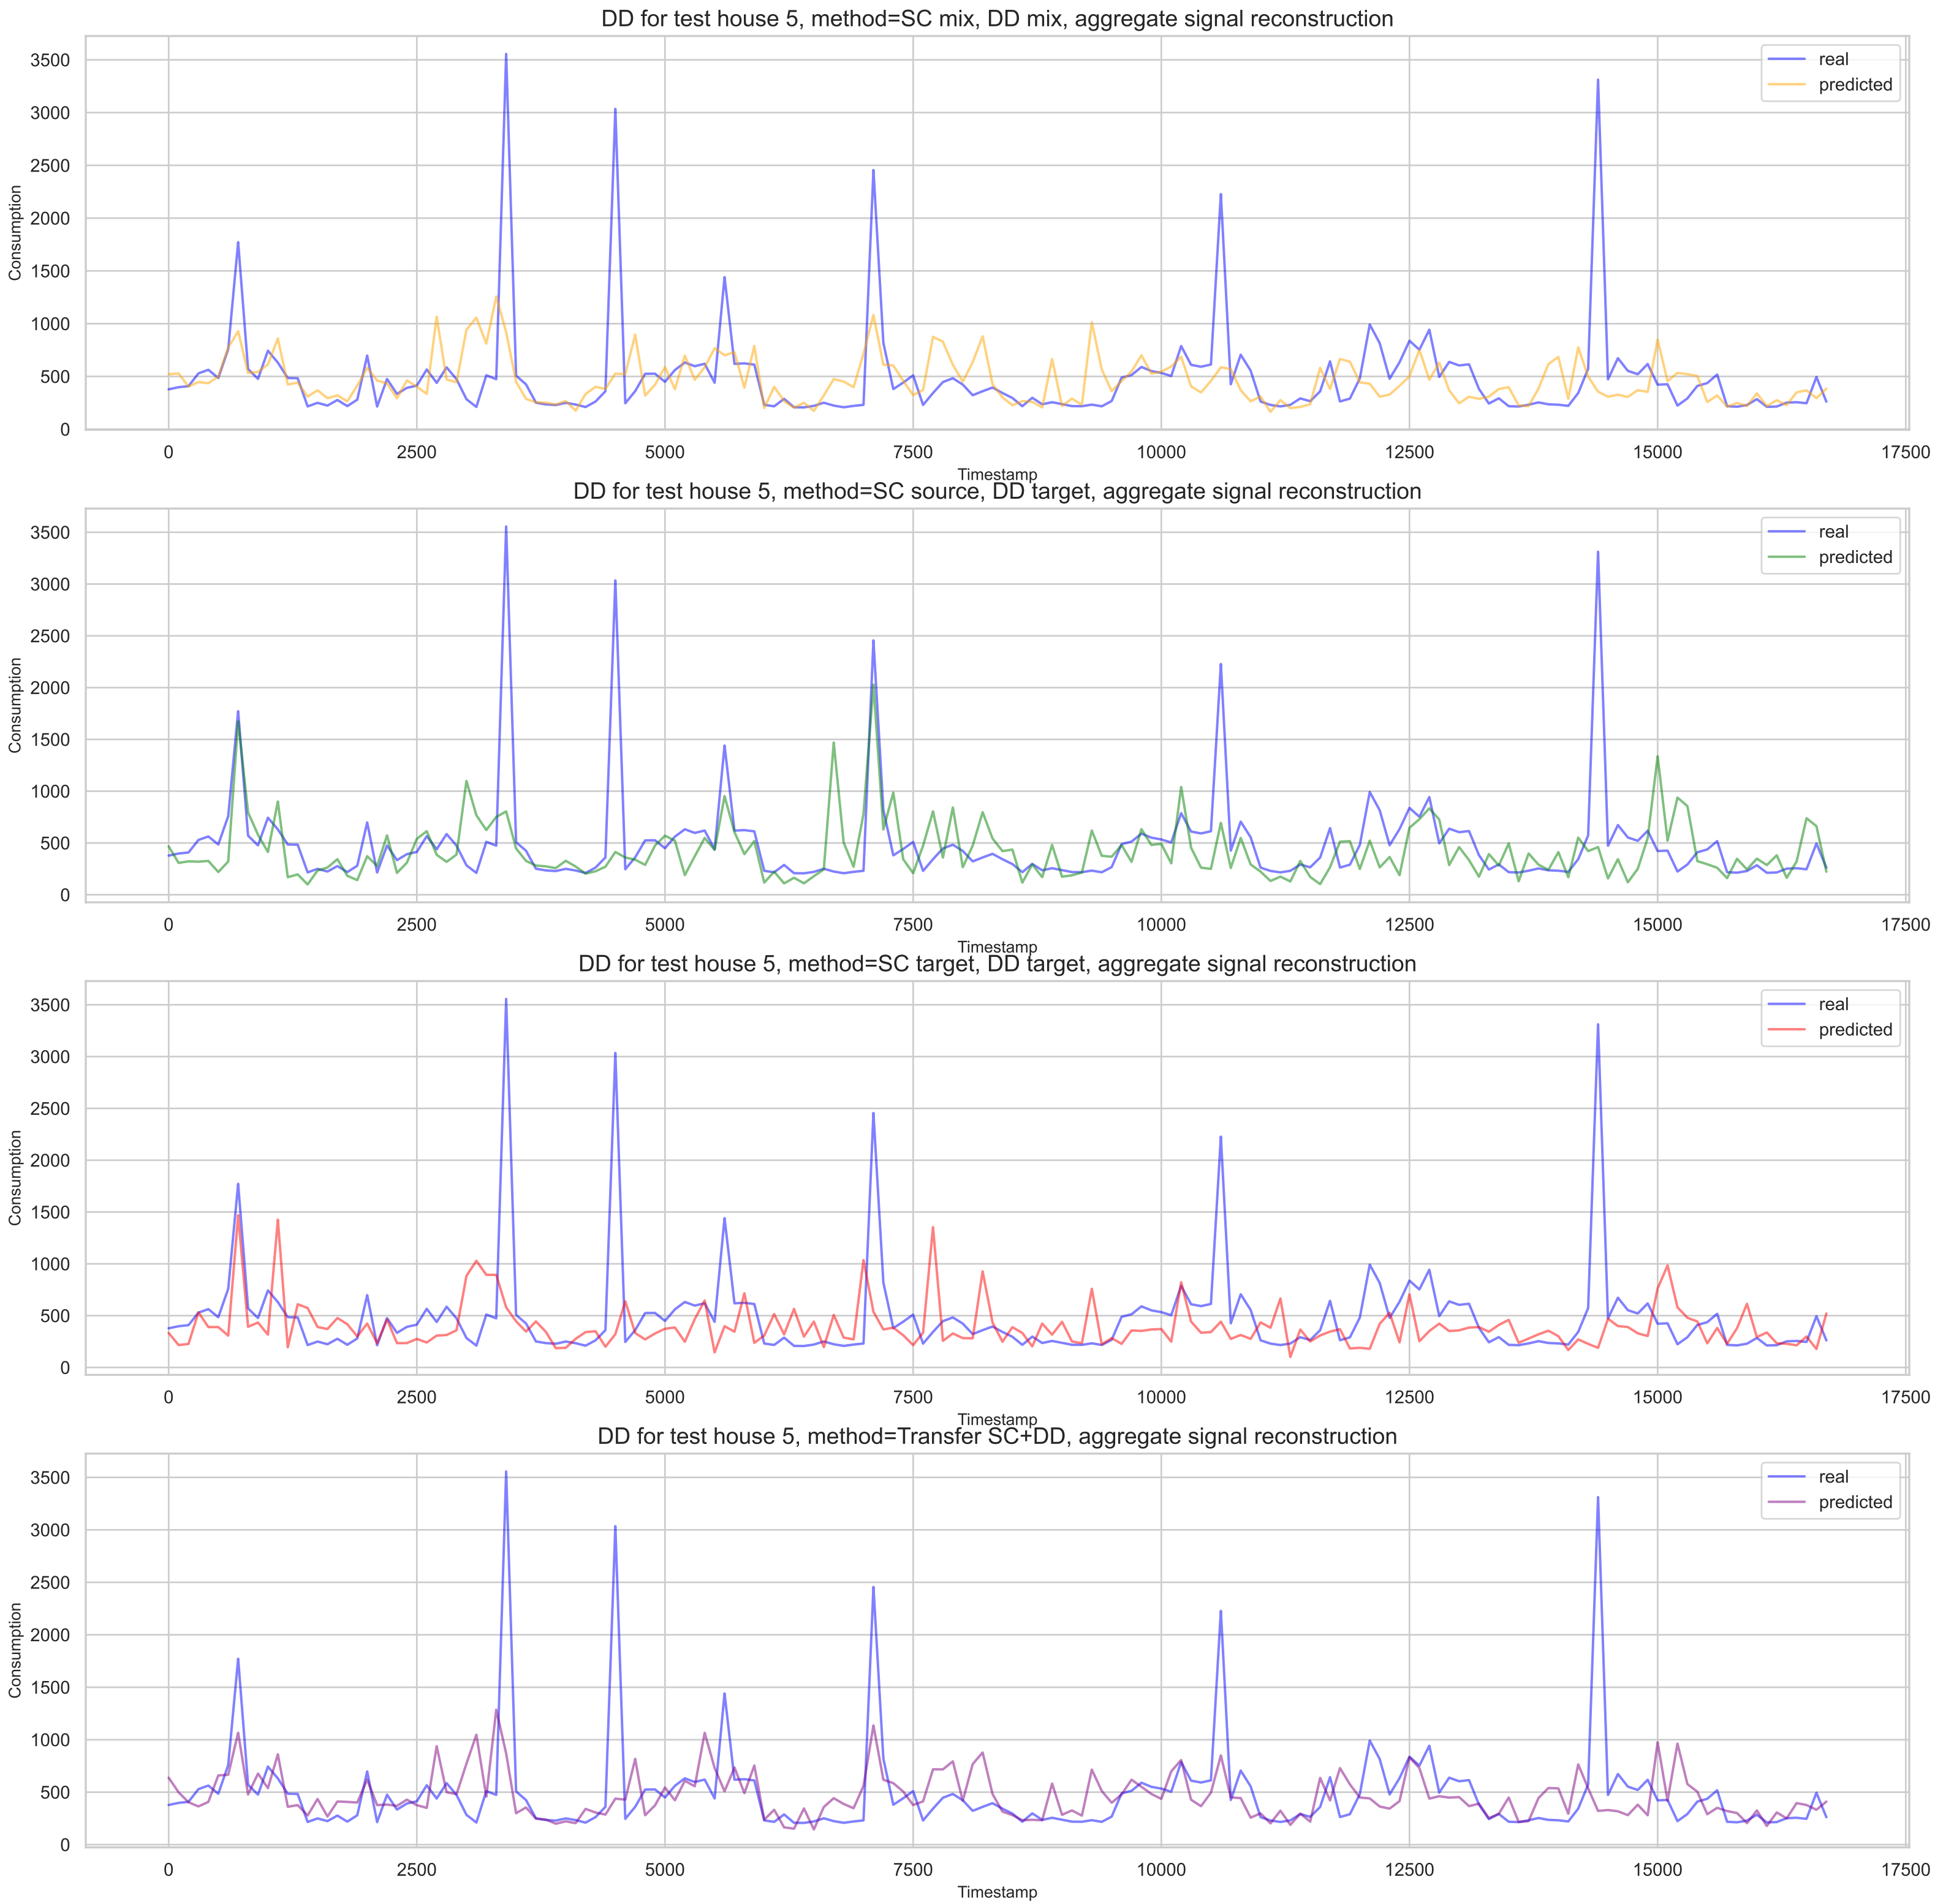 DD for test house 5, method=SC mix, DD mix, aggregate signal reconstruction
3500
3000
2500
2000
1500
1000
500
0
Consumption
real
predicted
0 2500 5000 7500 10000 12500 15000 17500
Timestamp
DD for test house 5, method=SC source, DD target, aggregate signal reconstruction
3500
3000
2500
2000
1500
1000
500
0
Consumption
real
predicted
0 2500 5000 7500 10000 12500 15000 17500
Timestamp
DD for test house 5, method=SC target, DD target, aggregate signal reconstruction
3500
3000
2500
2000
1500
1000
500
0
Consumption
real
predicted
0 2500 5000 7500 10000 12500 15000 17500
Timestamp
DD for test house 5, method=Transfer SC+DD, aggregate signal reconstruction
3500
3000
2500
2000
1500
1000
500
0
Consumption
real
predicted
0 2500 5000 7500 10000 12500 15000 17500
Timestamp